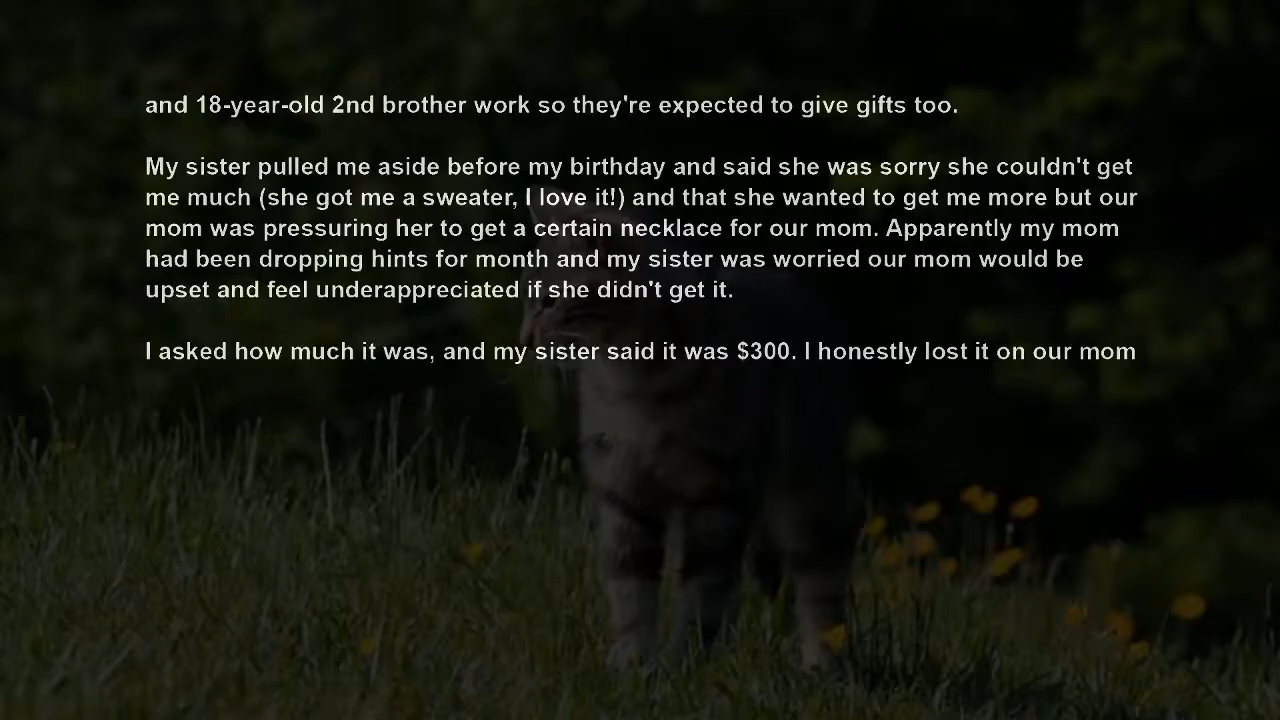 and 18-year-old 2nd brother work so they're expected to give gifts too.
My sister pulled me aside before my birthday and said she was sorry she couldn't get
me much (she got me a sweater, I love it!) and that she wanted to get me more but our
mom was pressuring her to get a certain necklace for our mom. Apparently my mom
had been dropping hints for month and my sister was worried our mom would be
upset and feel underappreciated if she didn't get it.
I asked how much it was, and my sister said it was $300. I honestly lost it on our mom